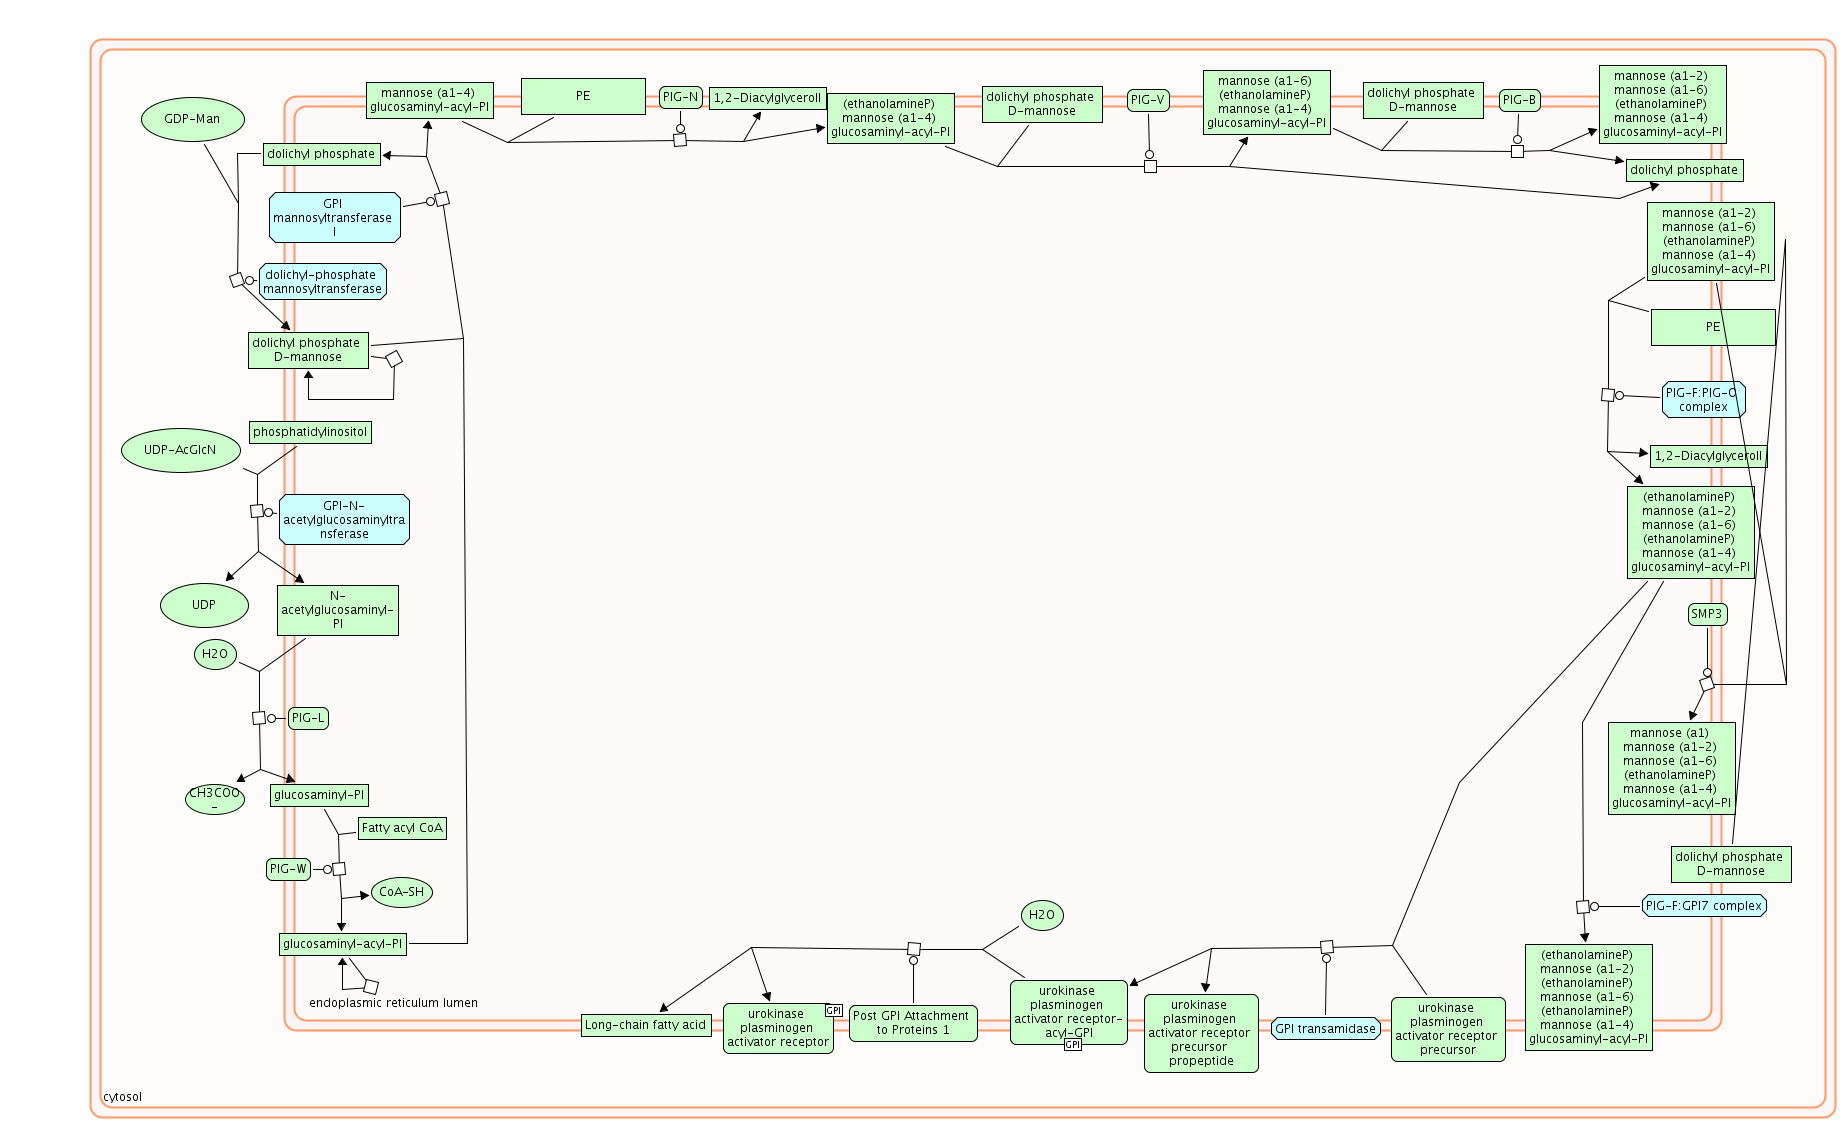 mannose (a1-4)
glucosaminyl-acyl-PI
PE
PIG-N
1,2-Diacylglyceroll
(ethanolamineP)
mannose (a1-4)
glucosaminyl-acyl-PI
dolichyl phosphate
D-mannose
PIG-V
mannose (a1-6)
(ethanolamineP)
mannose (a1-4)
glucosaminyl-acyl-PI
dolichyl phosphate
D-mannose
PIG-B
mannose (a1-2)
mannose (a1-6)
(ethanolamineP)
mannose (a1-4)
glucosaminyl-acyl-PI
GDP-Man
dolichyl phosphate
dolichyl phosphate
GPI
mannosyltransferase
I
dolichyl-phosphate
mannosyltransferase
mannose (a1-2)
mannose (a1-6)
(ethanolamineP)
mannose (a1-4)
glucosaminyl-acyl-PI
PE
dolichyl phosphate
D-mannose
PIG-F:PIG-O
complex
phosphatidylinositol
UDP-AcGlcN
1,2-Diacylglyceroll
GPI-N-
acetylglucosaminyltra
nsferase
(ethanolamineP)
mannose (a1-2)
mannose (a1-6)
(ethanolamineP)
mannose (a1-4)
glucosaminyl-acyl-PI
UDP
N-
acetylglucosaminyl-
PI
SMP3
H2O
PIG-L
mannose (a1)
mannose (a1-2)
mannose (a1-6)
(ethanolamineP)
mannose (a1-4)
glucosaminyl-acyl-PI
CH3COO
-
glucosaminyl-PI
Fatty acyl CoA
dolichyl phosphate
D-mannose
PIG-W
CoA-SH
PIG-F:GPI7 complex
H2O
glucosaminyl-acyl-PI
endoplasmic reticulum lumen
(ethanolamineP)
mannose (a1-2)
(ethanolamineP)
mannose (a1-6)
(ethanolamineP)
mannose (a1-4)
glucosaminyl-acyl-PI
Long-chain fatty acid
GPI
urokinase
plasminogen
activator receptor
Post GPI Attachment
to Proteins 1
urokinase
plasminogen
activator receptor-
acyl-GPI
GPI
urokinase
plasminogen
activator receptor
precursor
propeptide
GPI transamidase
urokinase
plasminogen
activator receptor
precursor
cytosol